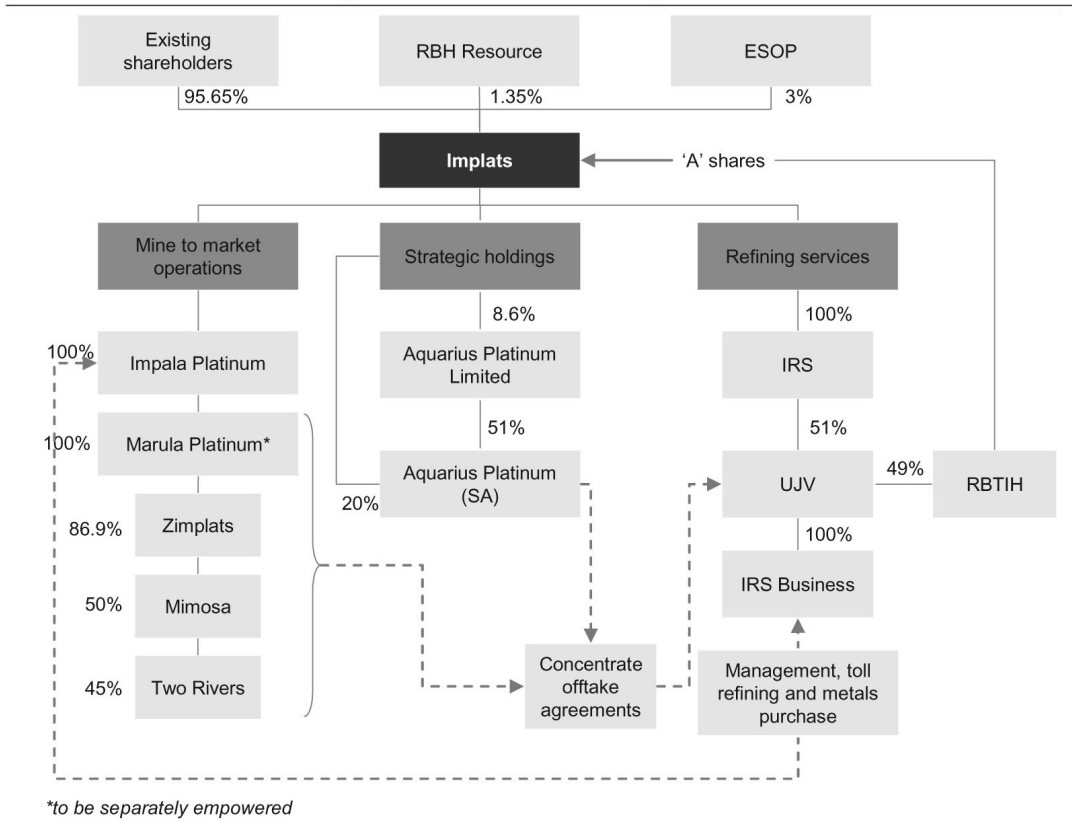 Existing
shareholders
RBH Resource
ESOP
95.65%
1.35%
3%
Implats
‘A’ shares
Mine to market
operations
Strategic holdings
Refining services
8.6%
100%
100%
Impala Platinum
Aquarius Platinum
Limited
IRS
51%
51%
100%
Marula Platinum*
Aquarius Platinum
(SA)
20%
UJV
49%
RBTIH
86.9%
Zimplats
100%
IRS Business
50%
Mimosa
45%
Two Rivers
Concentrate
offtake
agreements
Management, toll
refining and metals
purchase
*to be separately empowered